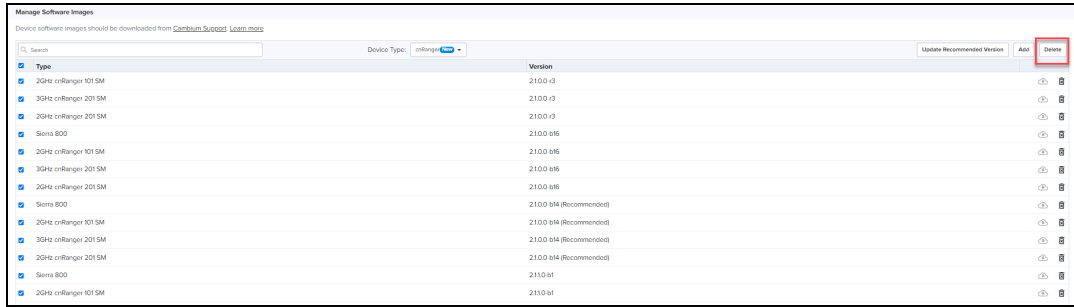 Manage Software Images
Device software images should be downloaded from Cambium Support. Learn more
Search Device Type: cnRanger New Update Recommended Version Add Delete
Type Version
2GHz cnRanger 101 SM 2.1.0.0-r3
3GHz cnRanger 201 SM 2.1.0.0-r3
2GHz cnRanger 201 SM 2.1.0.0-r3
Sierra 800 2.1.0.0-b16
2GHz cnRanger 101 SM 2.1.0.0-b16
3GHz cnRanger 201 SM 2.1.0.0-b16
2GHz cnRanger 201 SM 2.1.0.0-b16
Sierra 800 2.1.0.0-b14 (Recommended)
2GHz cnRanger 101 SM 2.1.0.0-b14 (Recommended)
3GHz cnRanger 201 SM 2.1.0.0-b14 (Recommended)
2GHz cnRanger 201 SM 2.1.0.0-b14 (Recommended)
Sierra 800 2.1.1.0-b1
2GHz cnRanger 101 SM 2.1.1.0-b1